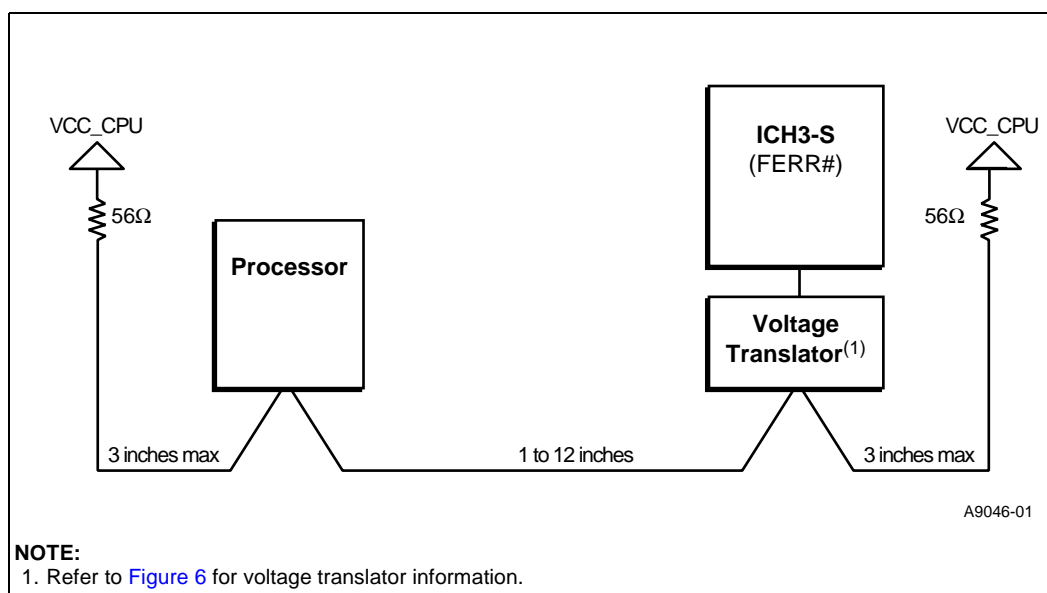 VCC_CPU
56Ω
Processor
ICH3-S
(FERR#)
VCC_CPU
56Ω
Voltage
Translator(1)
3 inches max
1 to 12 inches
3 inches max
A9046-01
NOTE:
1. Refer to Figure 6 for voltage translator information.